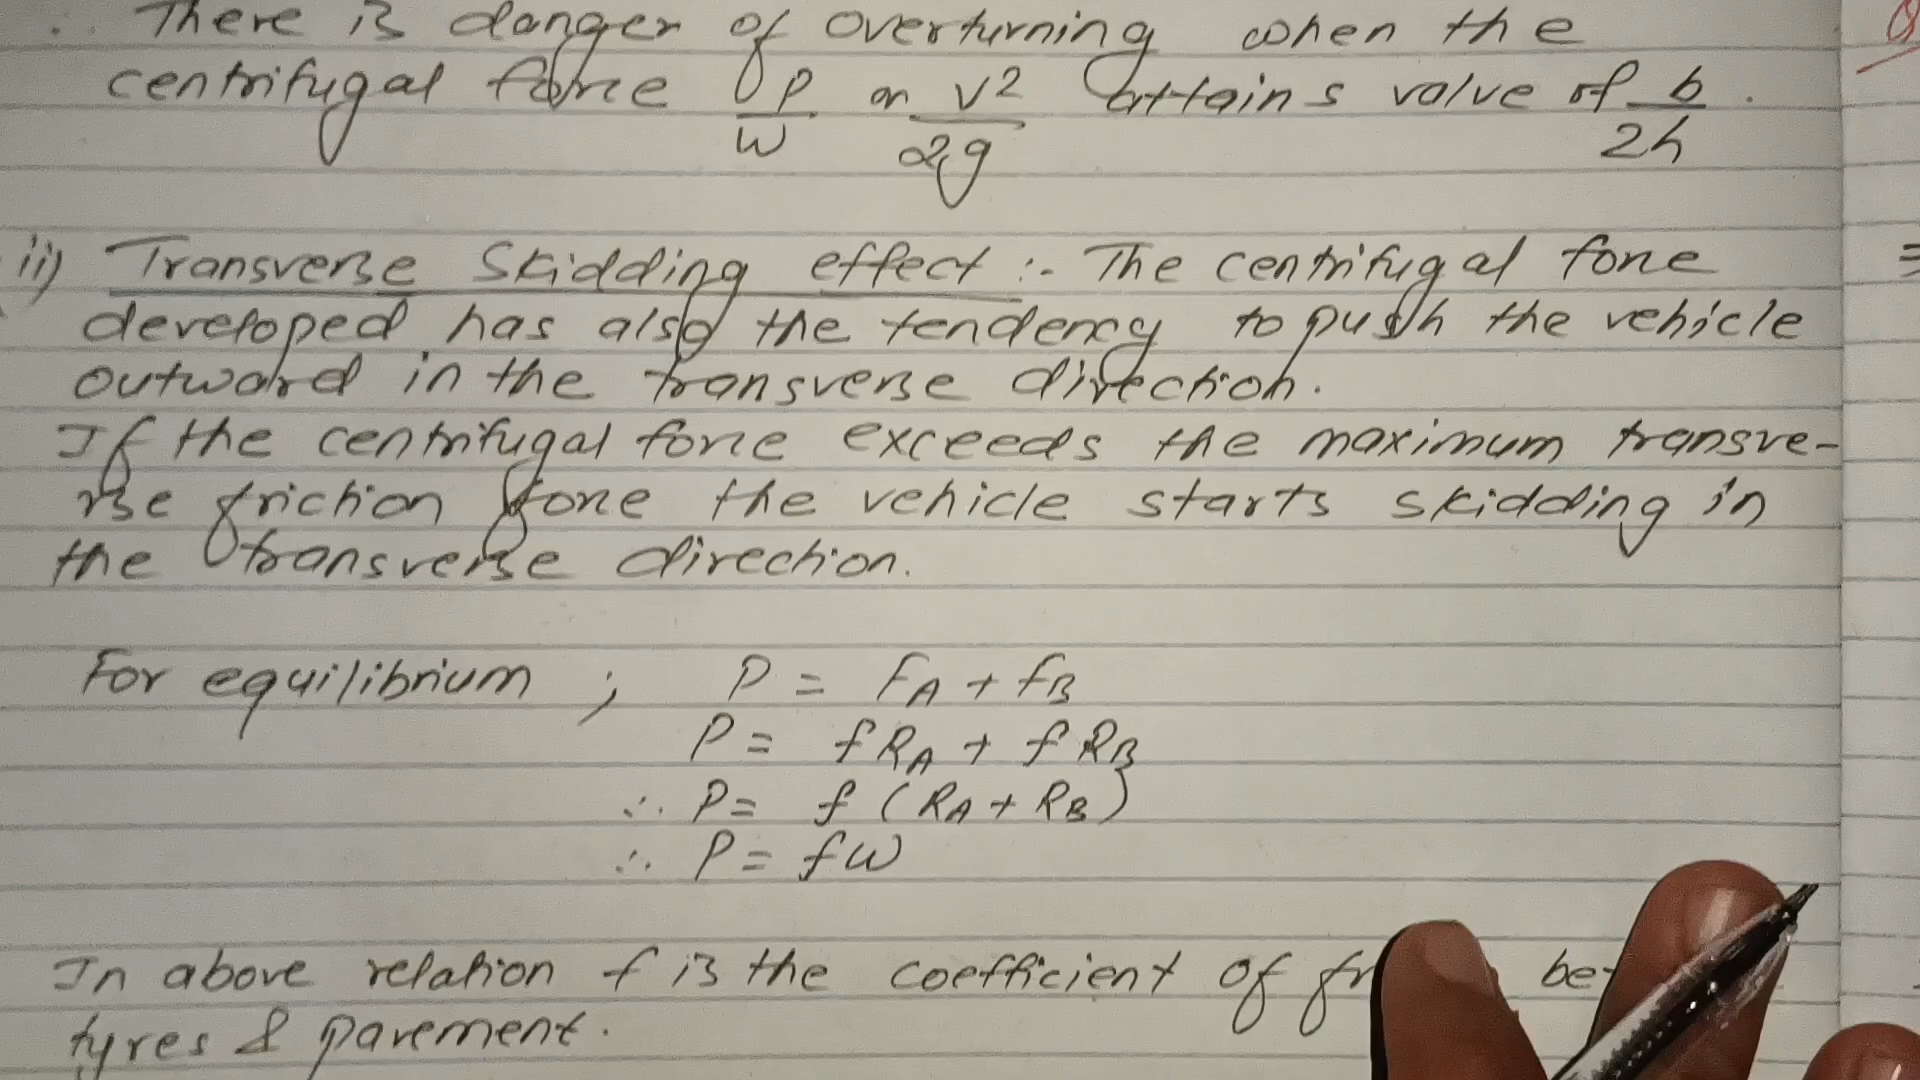 ∴ There is danger of overturning when the
centrifugal force P/W or v²/2g attains value of b/2h.
ii) Transverse Skidding effect :- The centrifugal force
developed has also the tendency to push the vehicle
outward in the transverse direction.
If the centrifugal force exceeds the maximum transve-
rse friction force the vehicle starts skidding in
the transverse direction.
For equilibrium ; P = FA + FB
P = fRA + fRB
∴ P = f (RA + RB)
∴ P = fW
In above relation f is the coefficient of
tyres & pavement.